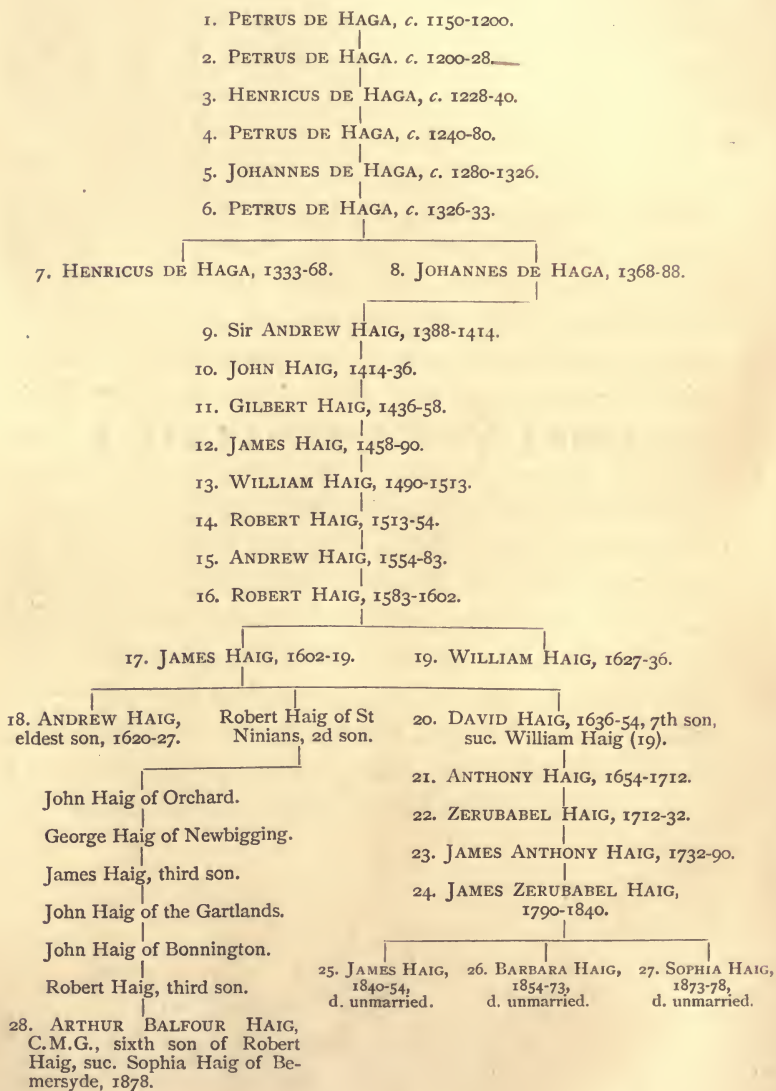 1. PETRUS DE HAGA, c. 1150-1200.
2. PETRUS DE HAGA. c. 1200-28.
3. HENRICUS DE HAGA, c. 1228-40.
4. PETRUS DE HAGA, c. 1240-80.
5. JOHANNES DE HAGA, c. 1280-1326.
6. PETRUS DE HAGA, c. 1326-33.
7. HENRICUS DE HAGA, 1333-68.
8. JOHANNES DE HAGA, 1368-88.
9. Sir ANDREW HAIG, 1388-1414.
10. JOHN HAIG, 1414-36.
11. GILBERT HAIG, 1436-58.
12. JAMES HAIG, 1458-90.
13. WILLIAM HAIG, 1490-1513.
14. ROBERT HAIG, 1513-54.
15. ANDREW HAIG, 1554-83.
16. ROBERT HAIG, 1583-1602.
17. JAMES HAIG, 1602-19.
19. WILLIAM HAIG, 1627-36.
18. ANDREW HAIG,
eldest son, 1620-27.
Robert Haig of St
Ninians, 2d son.
20. DAVID HAIG, 1636-54, 7th son,
suc. William Haig (19).
John Haig of Orchard.
George Haig of Newbigging.
James Haig, third son.
John Haig of the Gartlands.
John Haig of Bonnington.
Robert Haig, third son.
28. ARTHUR BALFOUR HAIG,
C.M.G., sixth son of Robert
Haig, suc. Sophia Haig of Be-
mersyde, 1878.
21. ANTHONY HAIG, 1654-1712.
22. ZERUBABEL HAIG, 1712-32.
23. JAMES ANTHONY HAIG, 1732-90.
24. JAMES ZERUBABEL HAIG,
1790-1840.
25. JAMES HAIG,
1840-54,
d. unmarried.
26. BARBARA HAIG,
1854-73,
d. unmarried.
27. SOPHIA HAIG,
1873-78,
d. unmarried.